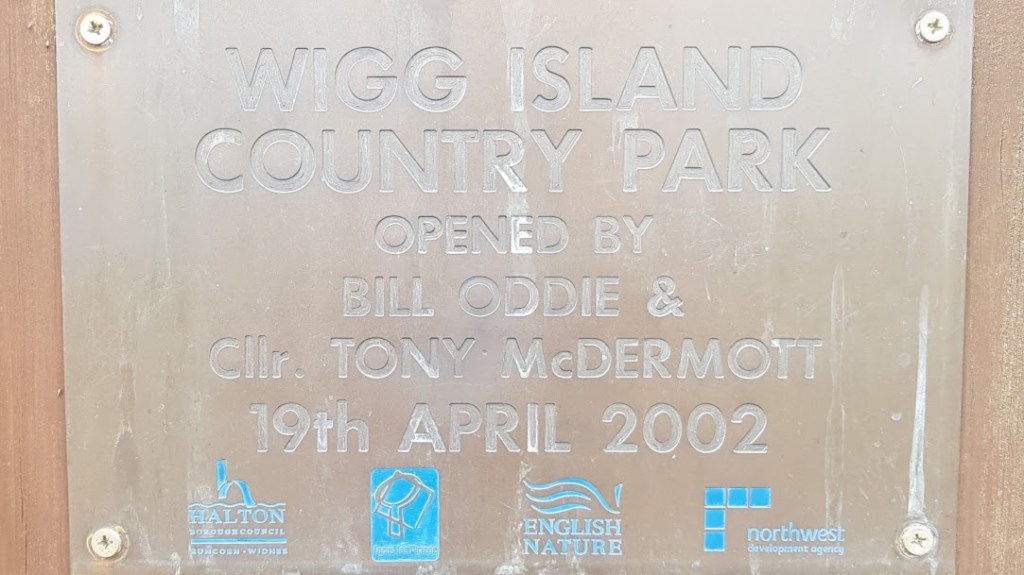 WIGG ISLAND
COUNTRY PARK
OPENED BY
BILL ODDIE &
Cllr. TONY McDERMOTT
19th APRIL 2002
HALTON
BOROUGH COUNCIL
RUNCORN - WIDNES
ENGLISH
NATURE
northwest
development agency